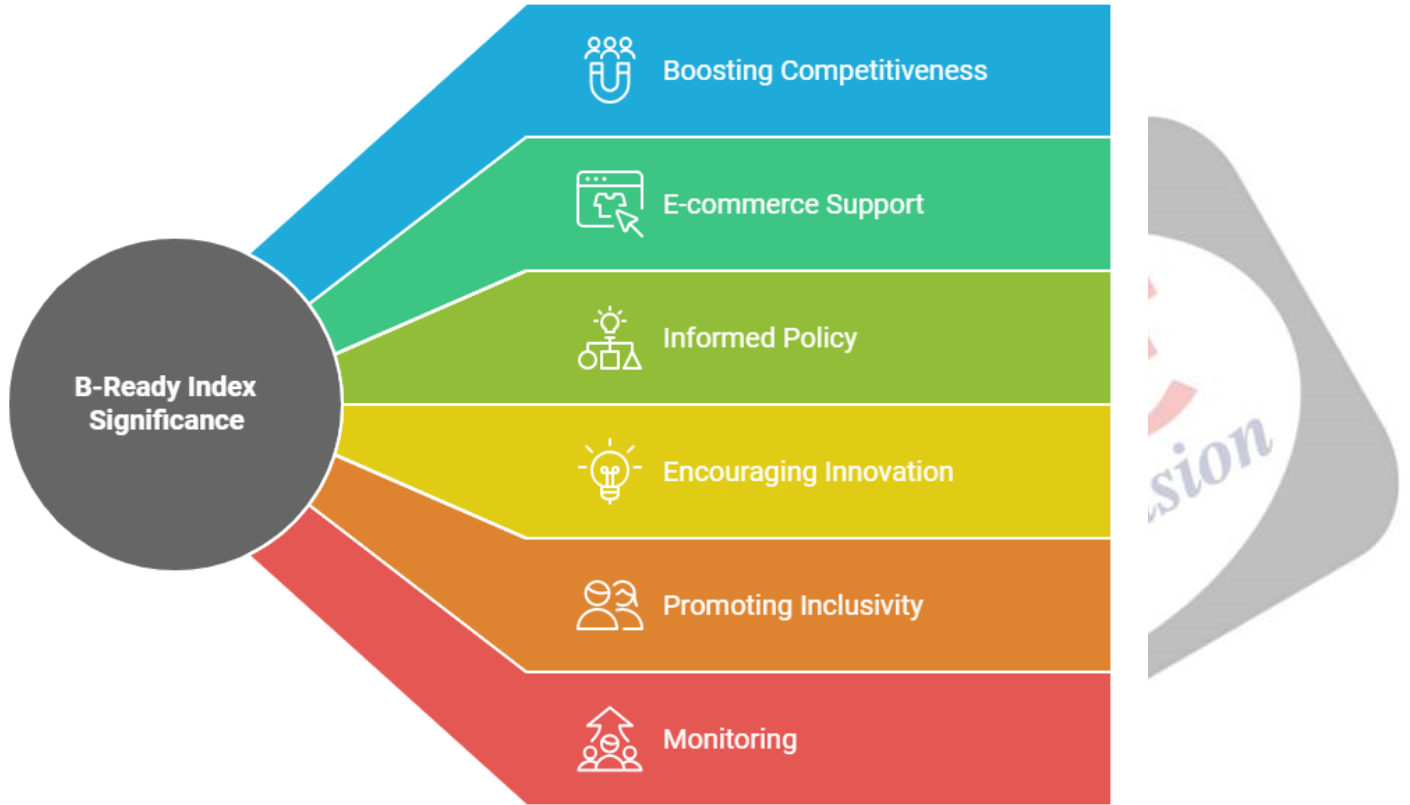 B-Ready Index
Significance
Boosting Competitiveness
E-commerce Support
Informed Policy
Encouraging Innovation
Promoting Inclusivity
Monitoring